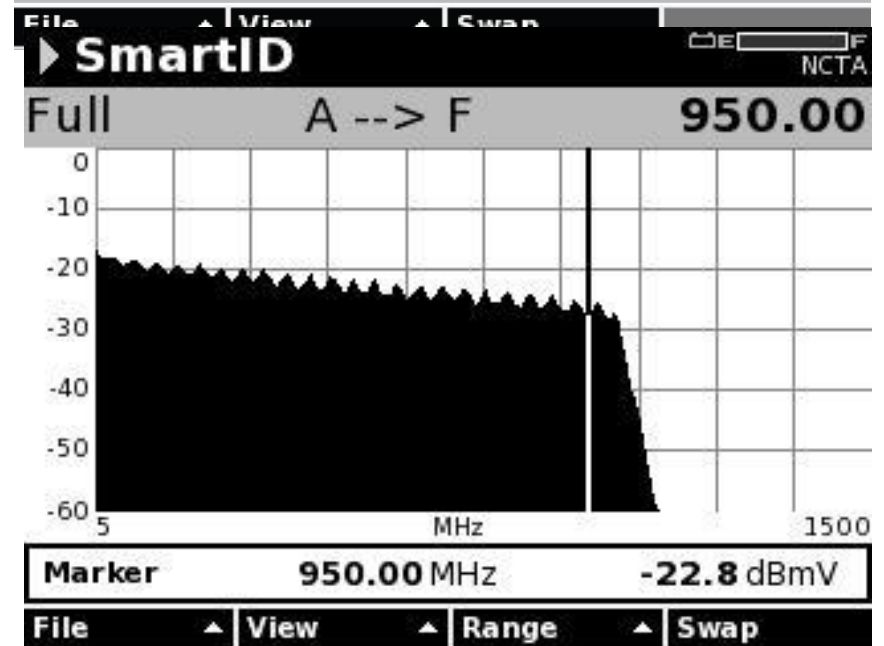 File View Swap
SmartID
E F
NCTA
Full A --> F 950.00
0
-10
-20
-30
-40
-50
-60
5 MHz 1500
Marker 950.00 MHz -22.8 dBmV
File View Range Swap